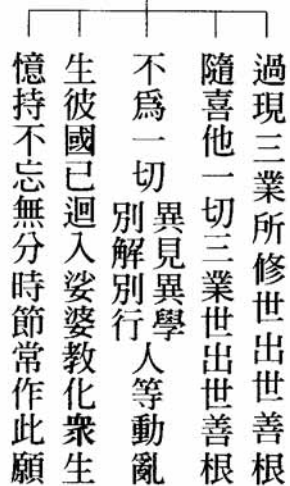 過現三業所修世出世善根
隨喜他一切三業世出世善根
不爲一切異見異學別解別行人等動亂
生彼國已迴入娑婆教化衆生
憶持不忘無分時節常作此願